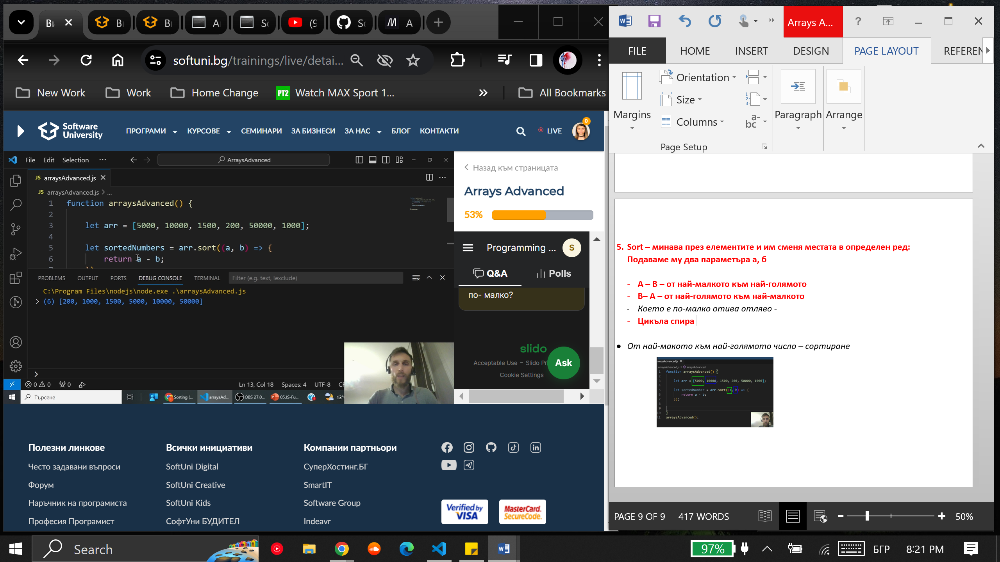 Ви
Ви
Ви
A
Sc
(9
Sc
A
softuni.bg/trainings/live/detai...
New Work
Work
Home Change
PT2 Watch MAX Sport 1...
All Bookmarks
Software University
ПРОГРАМИ
КУРСОВЕ
СЕМИНАРИ
ЗА БИЗНЕСИ
ЗА НАС
БЛОГ
КОНТАКТИ
LIVE
0
File Edit Selection ...
ArraysAdvanced
JS arraysAdvanced.js
JS arraysAdvanced.js > ...
1 function arraysAdvanced() {
2
3 let arr = [5000, 10000, 1500, 200, 50000, 1000];
4
5 let sortedNumbers = arr.sort((a, b) => {
6 return a - b;
7 })
PROBLEMS OUTPUT PORTS DEBUG CONSOLE TERMINAL Filter (e.g. text, !exclude)
C:\Program Files\nodejs\node.exe .\arraysAdvanced.js
> (6) [200, 1000, 1500, 5000, 10000, 50000]
>
0 0 0 Ln 13, Col 18 Spaces: 4 UTF-8
Търсене
Sorting (...
arraysAd...
OBS 27.0...
05.JS-Fu...
13°
Назад към страницата
Arrays Advanced
53%
Programming ...
S
Q&A
Polls
по- малко?
slido
Acceptable Use - Slido Pr
Ask
Cookie Settings
Полезни линкове
Често задавани въпроси
Форум
Наръчник на програмиста
Професия Програмист
Всички инициативи
SoftUni Digital
SoftUni Creative
SoftUni Kids
СофтУни БУДИТЕЛ
Компании партньори
СуперХостинг.БГ
SmartIT
Software Group
Indeavr
Verified by VISA
MasterCard. SecureCode.
Arrays A...
?
FILE HOME INSERT DESIGN PAGE LAYOUT REFEREN
Margins
Orientation
Size
Columns
Paragraph
Arrange
Page Setup
5. Sort – минава през елементите и им сменя местата в определен ред:
Подаваме му два параметъра а, б
- А – В – от най-малкото към най-голямото
- В– А – от най-голямото към най-малкото
- Което е по-малко отива отляво -
- Цикъла спира
● От най-макото към най-голямото число – сортиране
arraysAdvanced.js
arraysAdvanced.js > arraysAdvanced
1 function arraysAdvanced() {
2
3 let arr = [5000, 10000, 1500, 200, 50000, 1000];
4
5 let sortedNumber = arr.sort((a, b) => {
6 return a - b;
7 });
8
9
10 }
11 arraysAdvanced();
PAGE 9 OF 9 417 WORDS 50%
Search
97%
БГР
8:21 PM